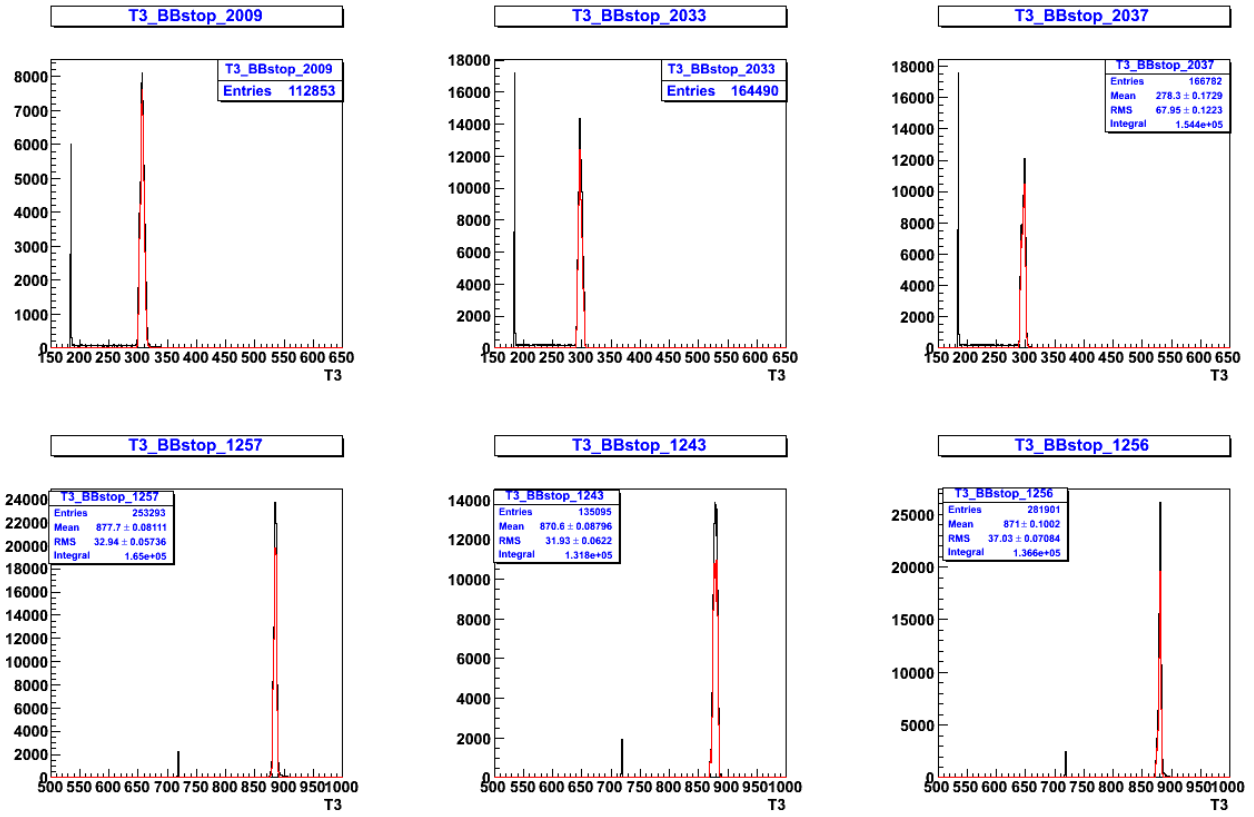 T3_BBstop_2009
T3_BBstop_2009
Entries 112853
8000
7000
6000
5000
4000
3000
2000
1000
0
150 200 250 300 350 400 450 500 550 600 650
T3
T3_BBstop_2033
T3_BBstop_2033
Entries 164490
18000
16000
14000
12000
10000
8000
6000
4000
2000
0
150 200 250 300 350 400 450 500 550 600 650
T3
T3_BBstop_2037
T3_BBstop_2037
Entries 166782
Mean 278.3 ± 0.1729
RMS 67.95 ± 0.1223
Integral 1.544e+05
18000
16000
14000
12000
10000
8000
6000
4000
2000
0
150 200 250 300 350 400 450 500 550 600 650
T3
T3_BBstop_1257
T3_BBstop_1257
Entries 253293
Mean 877.7 ± 0.08111
RMS 32.94 ± 0.05736
Integral 1.65e+05
24000
22000
20000
18000
16000
14000
12000
10000
8000
6000
4000
2000
0
500 550 600 650 700 750 800 850 900 950 1000
T3
T3_BBstop_1243
T3_BBstop_1243
Entries 135095
Mean 870.6 ± 0.08796
RMS 31.93 ± 0.0622
Integral 1.318e+05
14000
12000
10000
8000
6000
4000
2000
0
500 550 600 650 700 750 800 850 900 950 1000
T3
T3_BBstop_1256
T3_BBstop_1256
Entries 281901
Mean 871 ± 0.1002
RMS 37.03 ± 0.07084
Integral 1.366e+05
25000
20000
15000
10000
5000
0
500 550 600 650 700 750 800 850 900 950 1000
T3